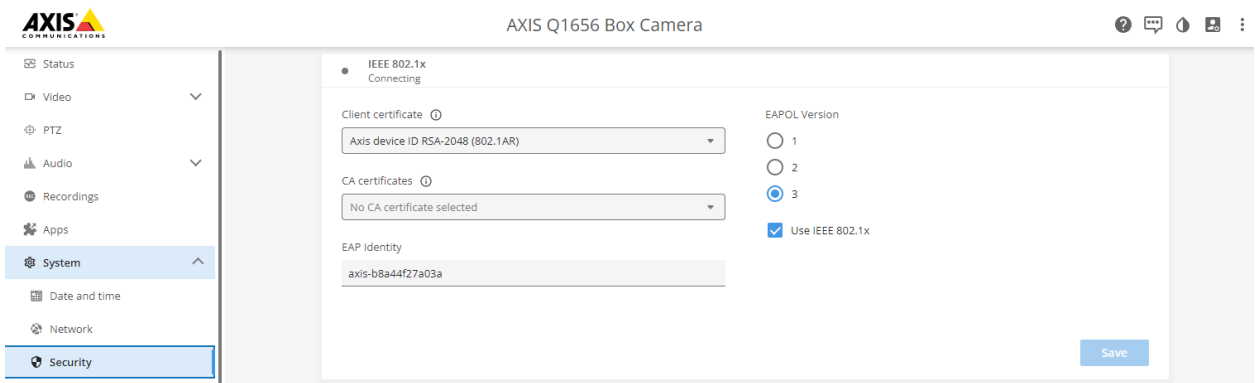 AXIS
COMMUNICATIONS
AXIS Q1656 Box Camera
Status
Video
PTZ
Audio
Recordings
Apps
System
Date and time
Network
Security
IEEE 802.1x
Connecting
Client certificate
Axis device ID RSA-2048 (802.1AR)
CA certificates
No CA certificate selected
EAP Identity
axis-b8a44f27a03a
EAPOL Version
1
2
3
Use IEEE 802.1x
Save